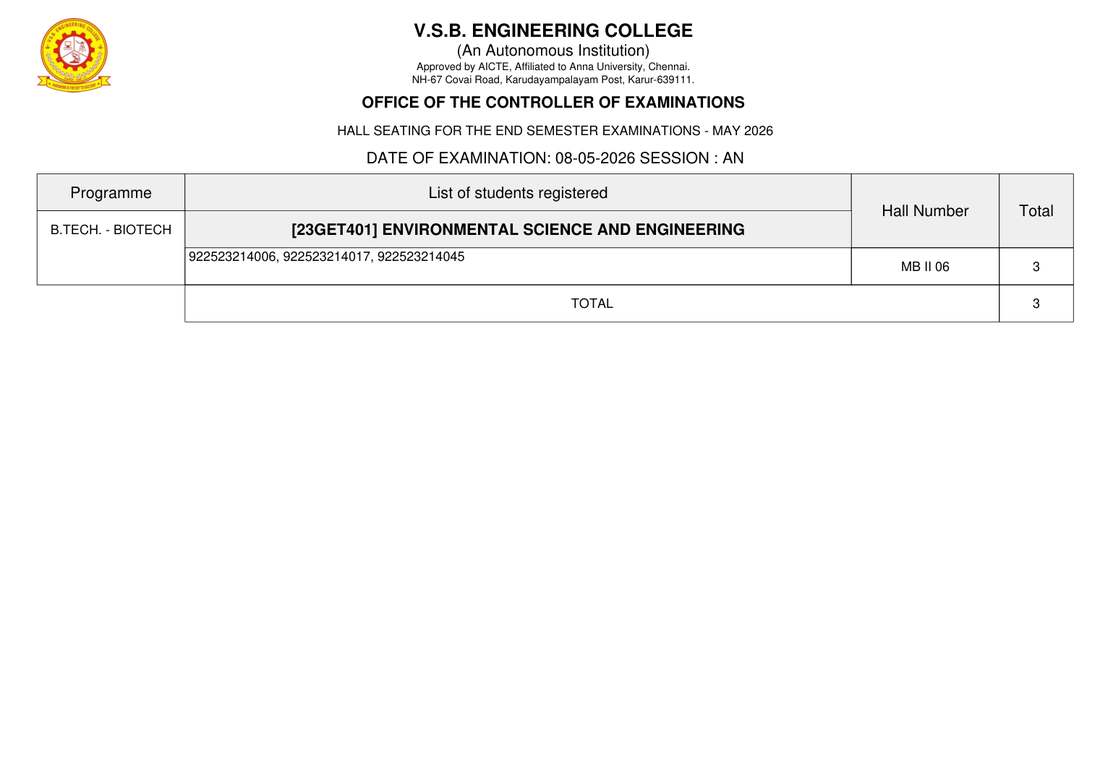 V.S.B. ENGINEERING COLLEGE
(An Autonomous Institution)
Approved by AICTE, Affiliated to Anna University, Chennai.
NH-67 Covai Road, Karudayampalayam Post, Karur-639111.
OFFICE OF THE CONTROLLER OF EXAMINATIONS
HALL SEATING FOR THE END SEMESTER EXAMINATIONS - MAY 2026
DATE OF EXAMINATION: 08-05-2026 SESSION : AN
Programme
List of students registered
Hall Number
Total
B.TECH. - BIOTECH
[23GET401] ENVIRONMENTAL SCIENCE AND ENGINEERING
922523214006, 922523214017, 922523214045
MB II 06
3
TOTAL
3